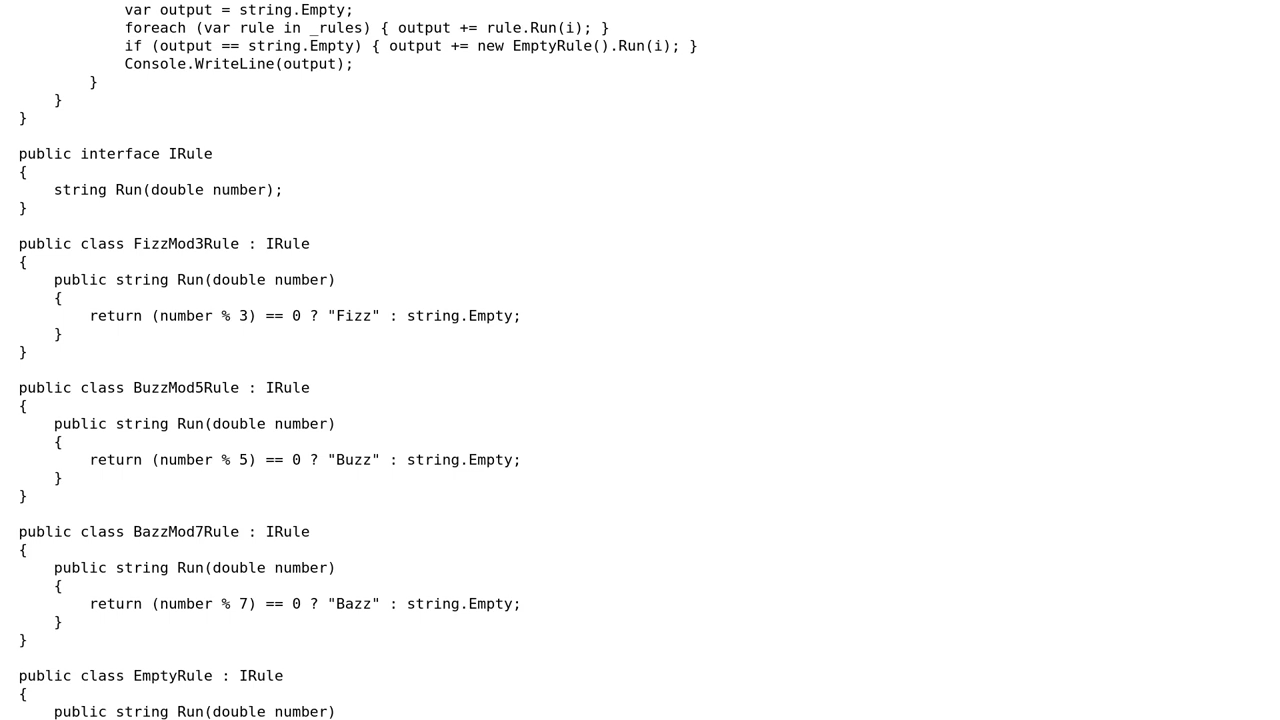 var output = string.Empty;
            foreach (var rule in _rules) { output += rule.Run(i); }
            if (output == string.Empty) { output += new EmptyRule().Run(i); }
            Console.WriteLine(output);
        }
    }
}

public interface IRule
{
    string Run(double number);
}

public class FizzMod3Rule : IRule
{
    public string Run(double number)
    {
        return (number % 3) == 0 ? "Fizz" : string.Empty;
    }
}

public class BuzzMod5Rule : IRule
{
    public string Run(double number)
    {
        return (number % 5) == 0 ? "Buzz" : string.Empty;
    }
}

public class BazzMod7Rule : IRule
{
    public string Run(double number)
    {
        return (number % 7) == 0 ? "Bazz" : string.Empty;
    }
}

public class EmptyRule : IRule
{
    public string Run(double number)